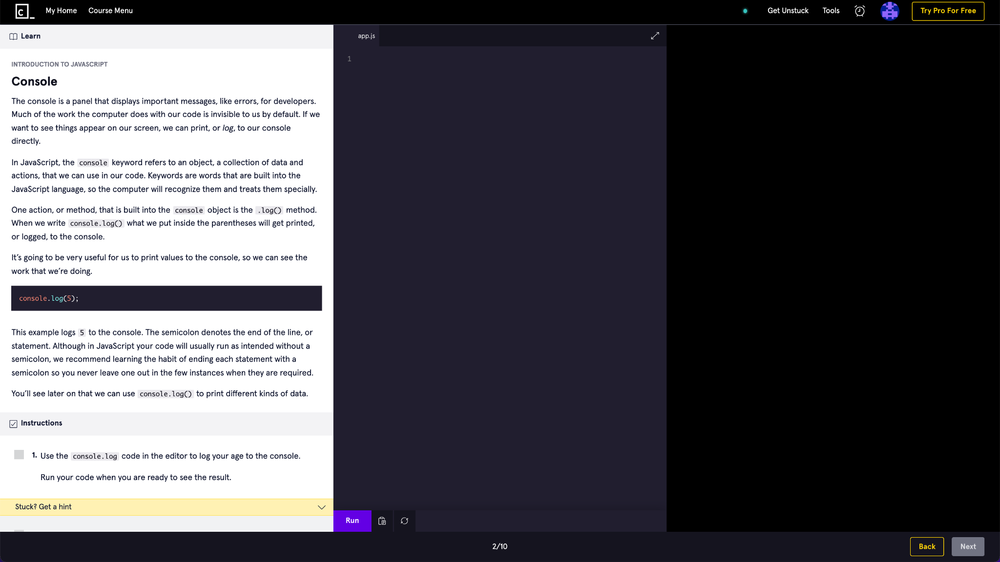 c_ My Home Course Menu Get Unstuck Tools Try Pro For Free
Learn
INTRODUCTION TO JAVASCRIPT
Console
The console is a panel that displays important messages, like errors, for developers.
Much of the work the computer does with our code is invisible to us by default. If we
want to see things appear on our screen, we can print, or log, to our console
directly.
In JavaScript, the console keyword refers to an object, a collection of data and
actions, that we can use in our code. Keywords are words that are built into the
JavaScript language, so the computer will recognize them and treats them specially.
One action, or method, that is built into the console object is the .log() method.
When we write console.log() what we put inside the parentheses will get printed,
or logged, to the console.
It’s going to be very useful for us to print values to the console, so we can see the
work that we’re doing.
console.log(5);
This example logs 5 to the console. The semicolon denotes the end of the line, or
statement. Although in JavaScript your code will usually run as intended without a
semicolon, we recommend learning the habit of ending each statement with a
semicolon so you never leave one out in the few instances when they are required.
You’ll see later on that we can use console.log() to print different kinds of data.
Instructions
1. Use the console.log code in the editor to log your age to the console.
Run your code when you are ready to see the result.
Stuck? Get a hint
app.js
1
Run
2/10
Back Next